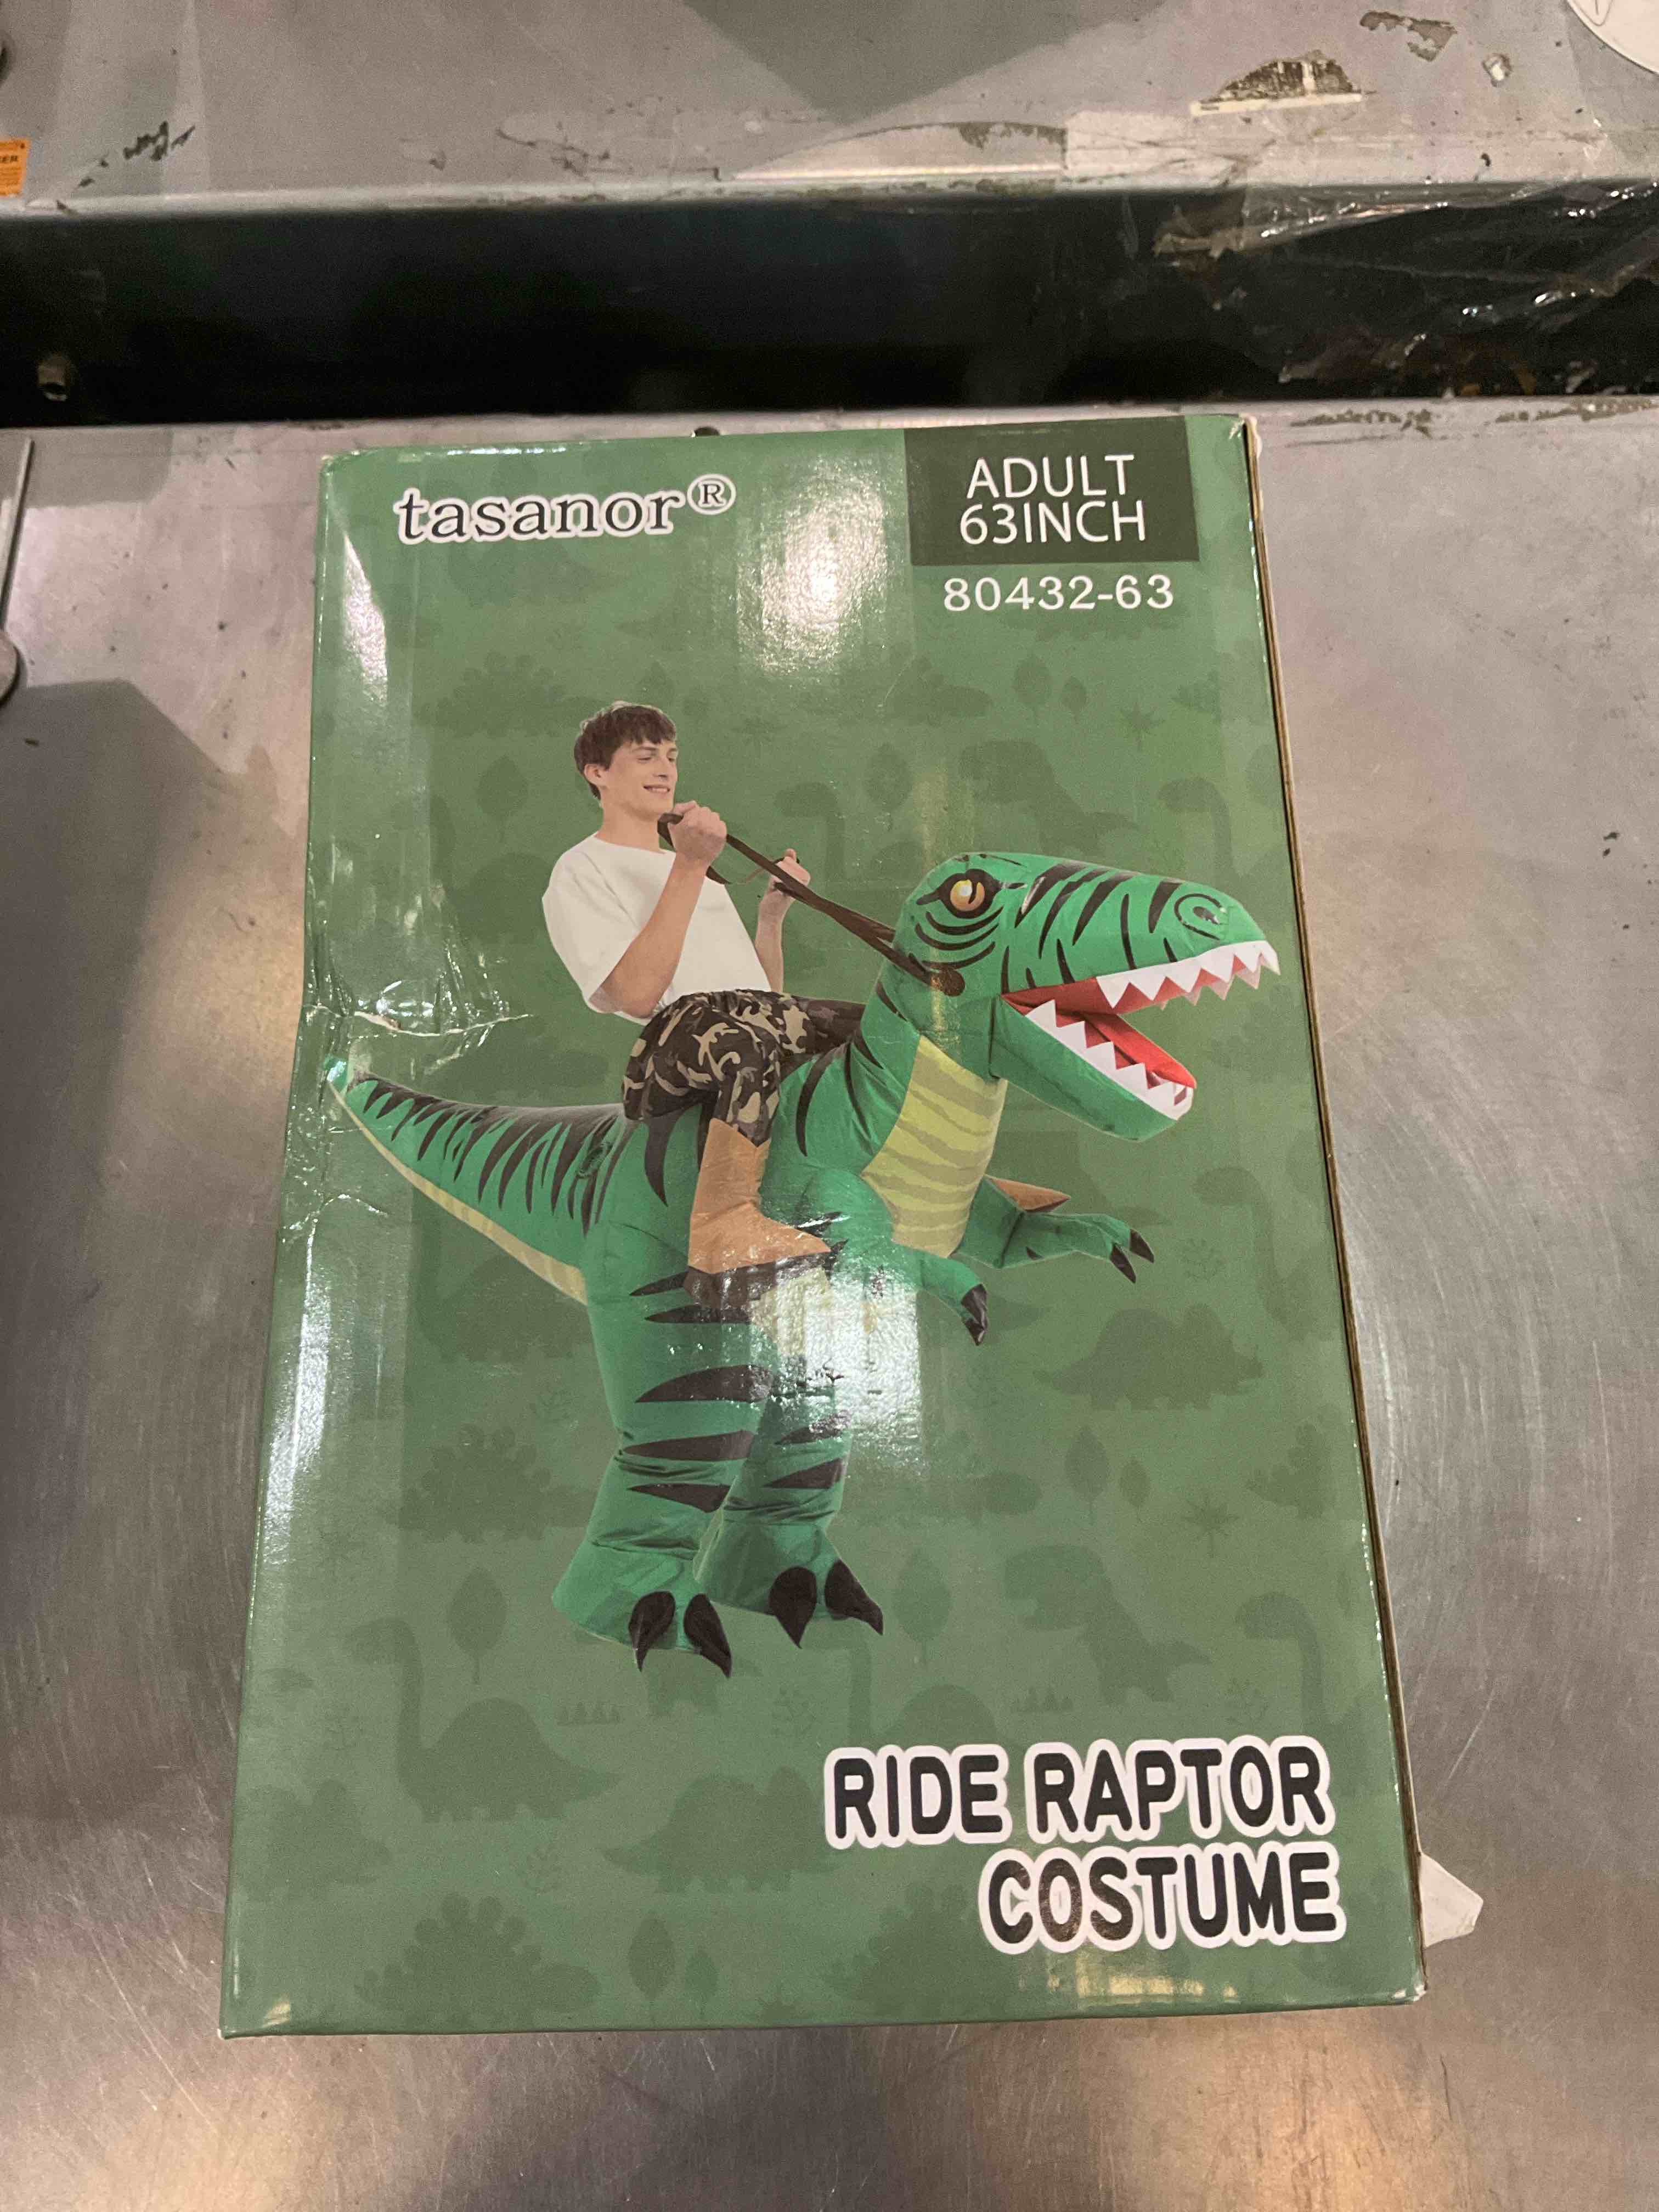 tasanor®
ADULT
63INCH
80432-63
RIDE RAPTOR
COSTUME